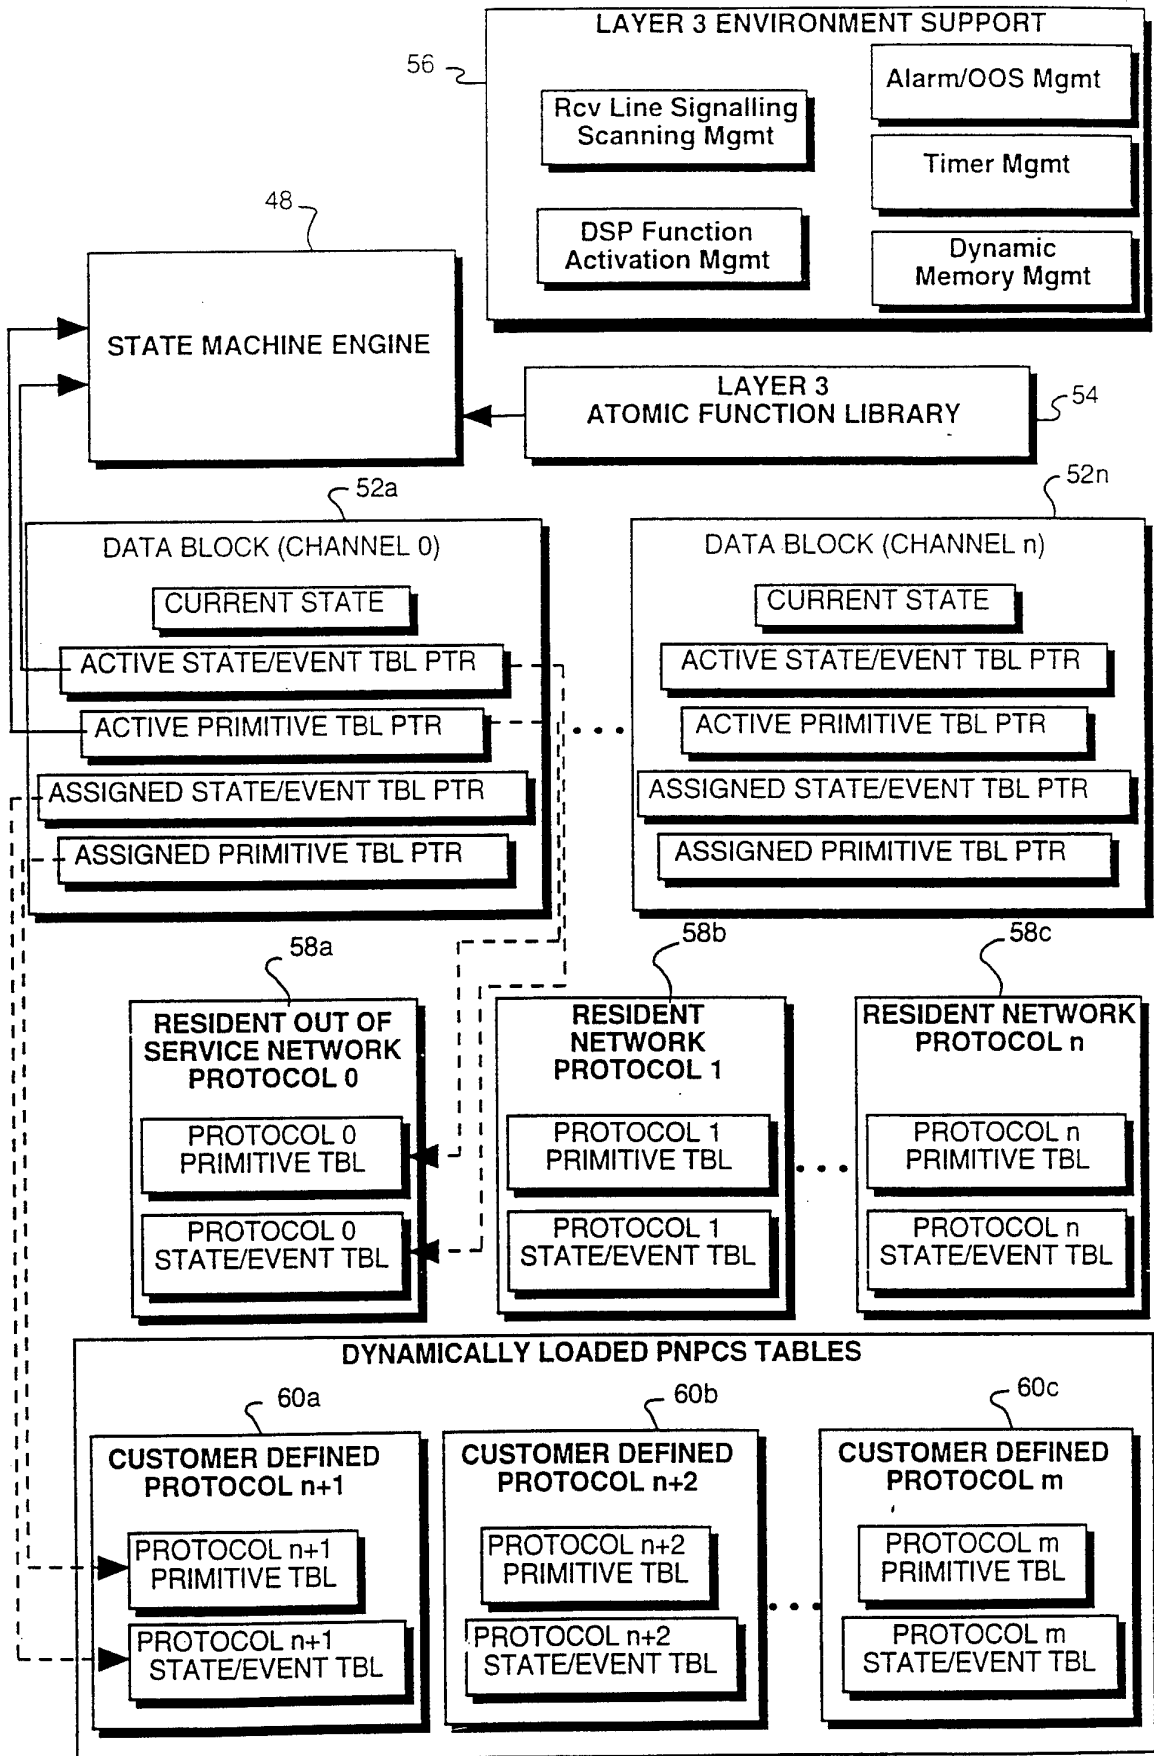 LAYER 3 ENVIRONMENT SUPPORT
56
Rcv Line Signalling
Scanning Mgmt
Alarm/OOS Mgmt
Timer Mgmt
DSP Function
Activation Mgmt
Dynamic
Memory Mgmt
48
STATE MACHINE ENGINE
LAYER 3
ATOMIC FUNCTION LIBRARY
54
52a
DATA BLOCK (CHANNEL 0)
CURRENT STATE
ACTIVE STATE/EVENT TBL PTR
ACTIVE PRIMITIVE TBL PTR
ASSIGNED STATE/EVENT TBL PTR
ASSIGNED PRIMITIVE TBL PTR
52n
DATA BLOCK (CHANNEL n)
CURRENT STATE
ACTIVE STATE/EVENT TBL PTR
ACTIVE PRIMITIVE TBL PTR
ASSIGNED STATE/EVENT TBL PTR
ASSIGNED PRIMITIVE TBL PTR
58a
RESIDENT OUT OF
SERVICE NETWORK
PROTOCOL 0
PROTOCOL 0
PRIMITIVE TBL
PROTOCOL 0
STATE/EVENT TBL
58b
RESIDENT
NETWORK
PROTOCOL 1
PROTOCOL 1
PRIMITIVE TBL
PROTOCOL 1
STATE/EVENT TBL
58c
RESIDENT NETWORK
PROTOCOL n
PROTOCOL n
PRIMITIVE TBL
PROTOCOL n
STATE/EVENT TBL
DYNAMICALLY LOADED PNPCS TABLES
60a
CUSTOMER DEFINED
PROTOCOL n+1
PROTOCOL n+1
PRIMITIVE TBL
PROTOCOL n+1
STATE/EVENT TBL
60b
CUSTOMER DEFINED
PROTOCOL n+2
PROTOCOL n+2
PRIMITIVE TBL
PROTOCOL n+2
STATE/EVENT TBL
60c
CUSTOMER DEFINED
PROTOCOL m
PROTOCOL m
PRIMITIVE TBL
PROTOCOL m
STATE/EVENT TBL